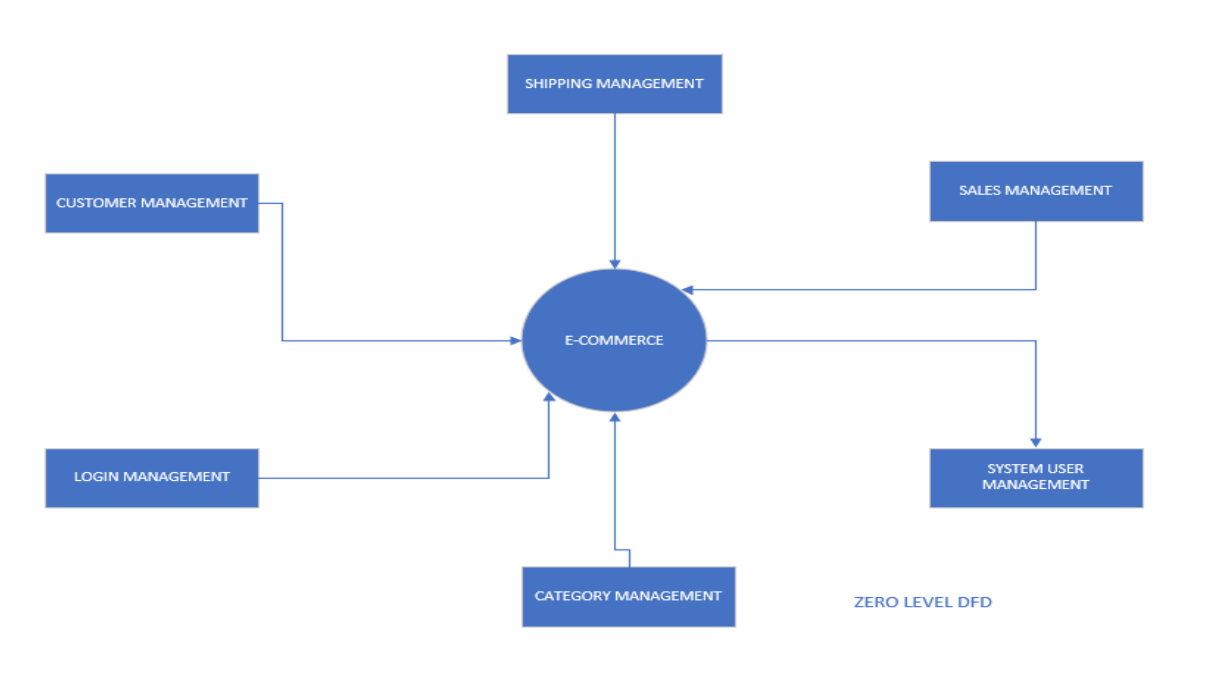 SHIPPING MANAGEMENT
SALES MANAGEMENT
CUSTOMER MANAGEMENT
E-COMMERCE
LOGIN MANAGEMENT
SYSTEM USER
MANAGEMENT
CATEGORY MANAGEMENT
ZERO LEVEL DFD